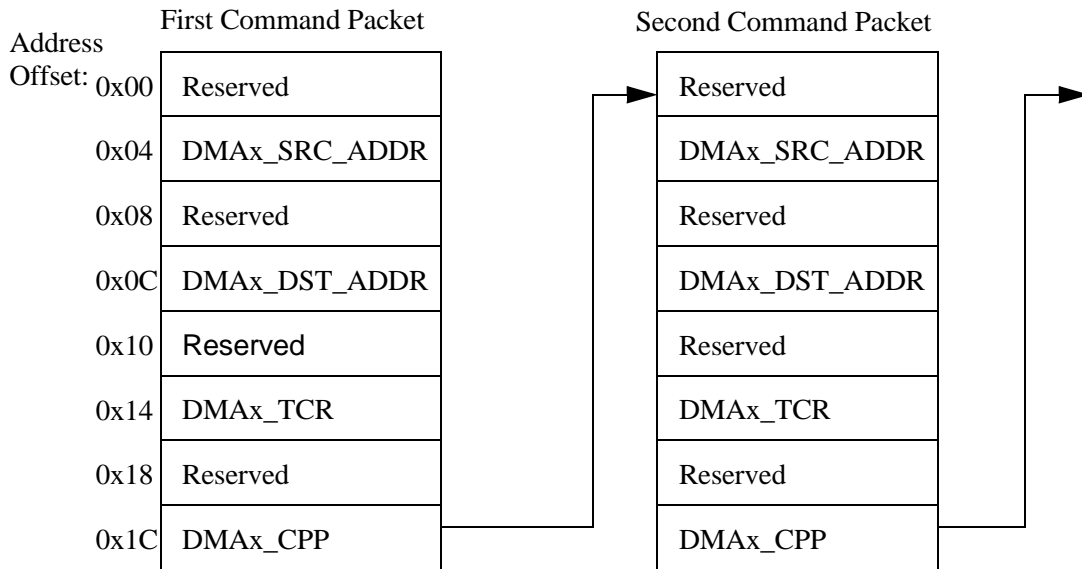 First Command Packet
Second Command Packet
Address
Offset:
0x00 Reserved Reserved
0x04 DMAx_SRC_ADDR DMAx_SRC_ADDR
0x08 Reserved Reserved
0x0C DMAx_DST_ADDR DMAx_DST_ADDR
0x10 Reserved Reserved
0x14 DMAx_TCR DMAx_TCR
0x18 Reserved Reserved
0x1C DMAx_CPP DMAx_CPP